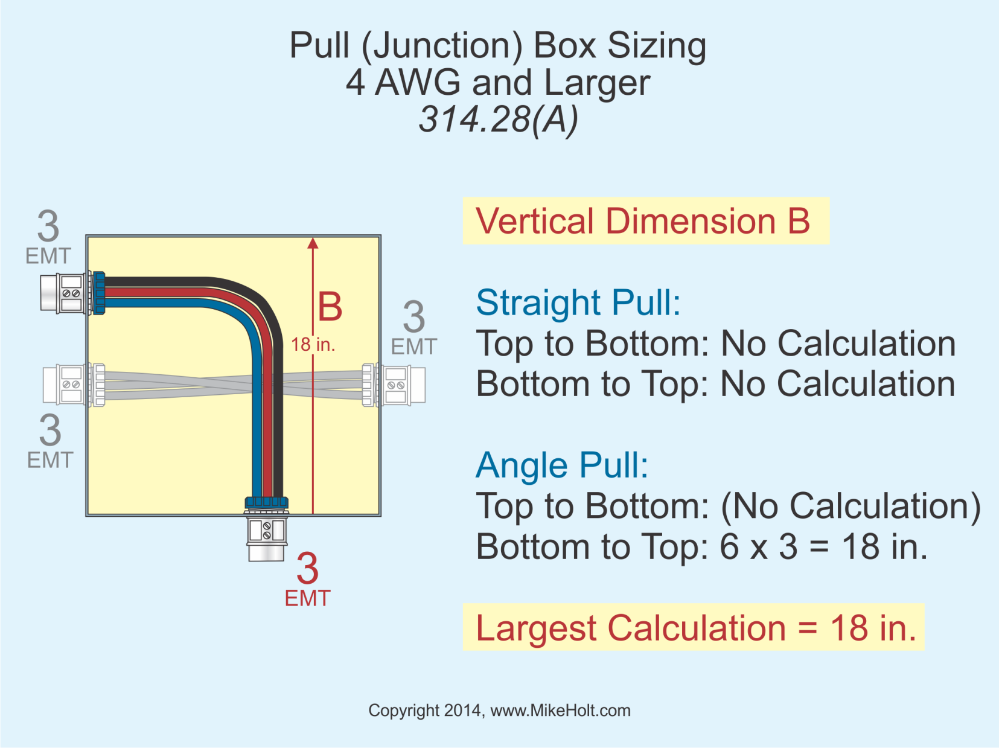 Pull (Junction) Box Sizing
4 AWG and Larger
314.28(A)
3
EMT
B
18 in.
3
EMT
3
EMT
3
EMT
Vertical Dimension B
Straight Pull:
Top to Bottom: No Calculation
Bottom to Top: No Calculation
Angle Pull:
Top to Bottom: (No Calculation)
Bottom to Top: 6 x 3 = 18 in.
Largest Calculation = 18 in.
Copyright 2014, www.MikeHolt.com